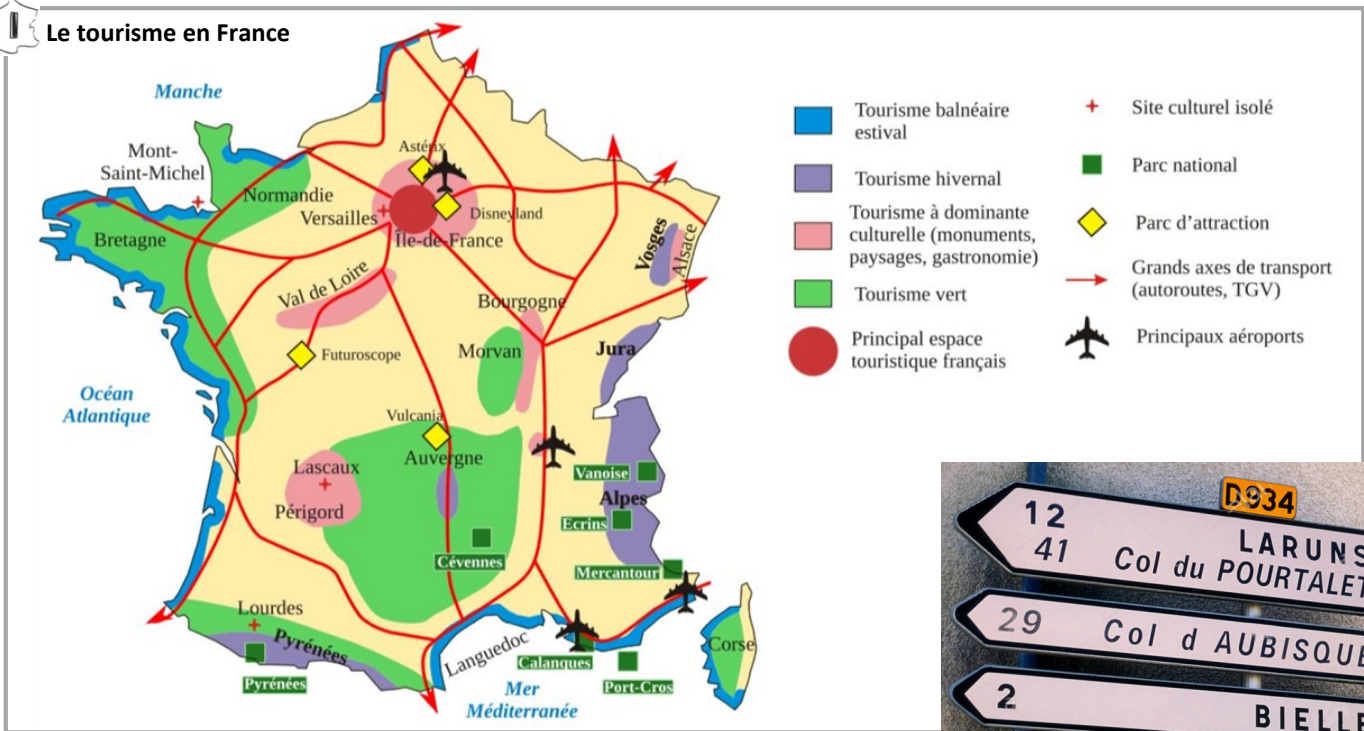 I
Le tourisme en France
Manche
Mont-
Saint-Michel
Normandie
Bretagne
Astérix
Versailles
Disneyland
Île-de-France
Val de Loire
Vosges
Alsace
Bourgogne
Futuroscope
Morvan
Jura
Océan
Atlantique
Vulcania
Auvergne
Lascaux
Périgord
Vanoise
Alpes
Ecrins
Cévennes
Mercantour
Lourdes
Pyrénées
Pyrénées
Languedoc
Calanques
Port-Cros
Corse
Mer
Méditerranée
Tourisme balnéaire
estival
Tourisme hivernal
Tourisme à dominante
culturelle (monuments,
paysages, gastronomie)
Tourisme vert
Principal espace
touristique français
Site culturel isolé
Parc national
Parc d’attraction
Grands axes de transport
(autoroutes, TGV)
Principaux aéroports
D934
12 LARUNS
41 Col du POURTALET
29 Col d AUBISQUE
2 BIELLE